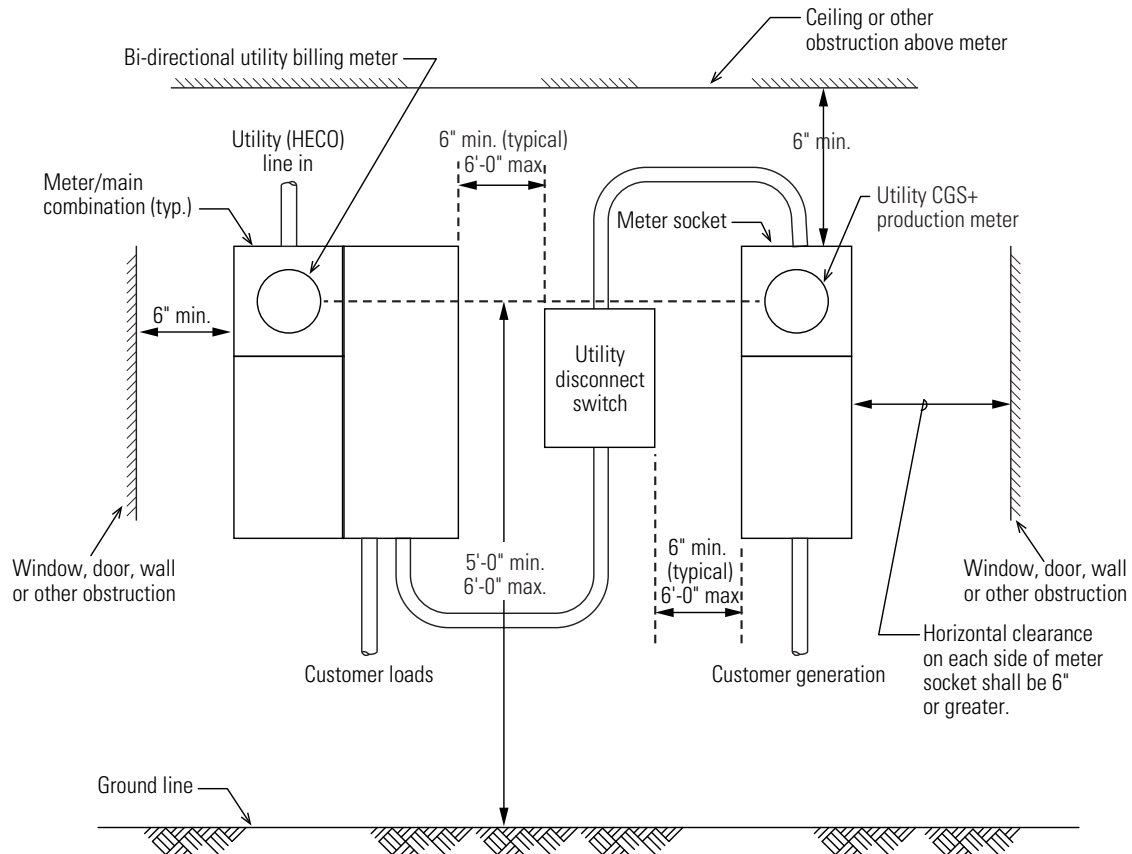 Ceiling or other
obstruction above meter
Bi-directional utility billing meter
Utility (HECO)
line in
6" min. (typical)
6'-0" max
6" min.
Meter/main
combination (typ.)
Meter socket
Utility CGS+
production meter
6" min.
Utility
disconnect
switch
5'-0" min.
6'-0" max.
6" min.
(typical)
6'-0" max
Window, door, wall
or other obstruction
Window, door, wall
or other obstruction
Customer loads
Customer generation
Horizontal clearance
on each side of meter
socket shall be 6"
or greater.
Ground line